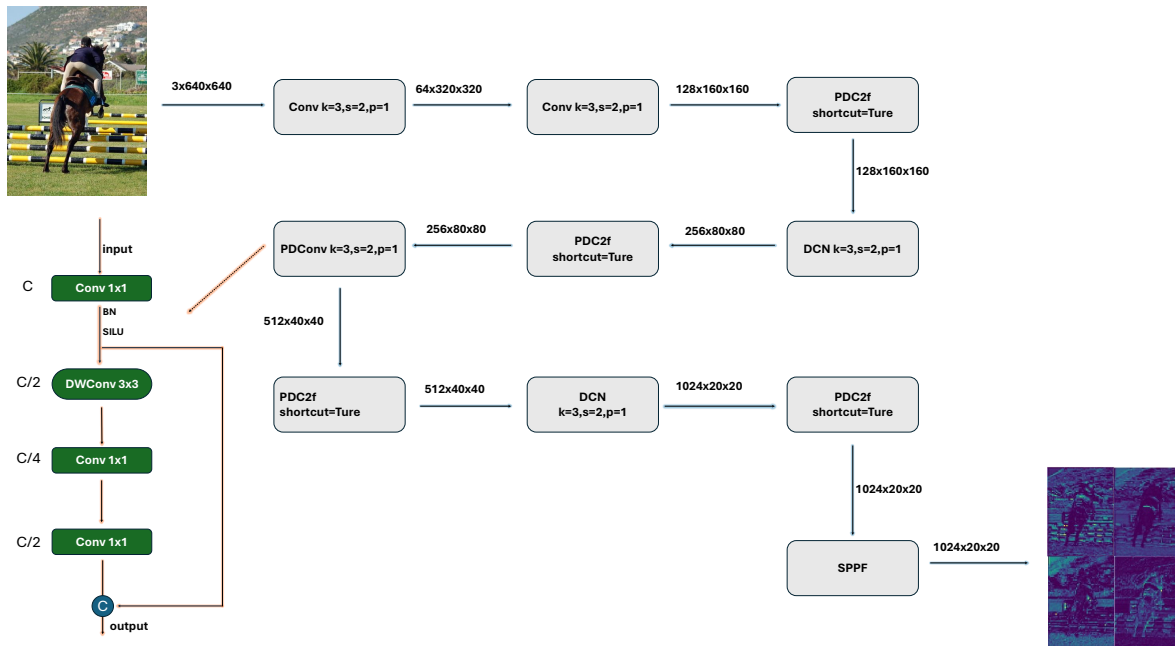 3x640x640
Conv k=3,s=2,p=1
64x320x320
Conv k=3,s=2,p=1
128x160x160
PDC2f
shortcut=Ture
128x160x160
DCN k=3,s=2,p=1
256x80x80
PDC2f
shortcut=Ture
256x80x80
PDConv k=3,s=2,p=1
512x40x40
PDC2f
shortcut=Ture
512x40x40
DCN
k=3,s=2,p=1
1024x20x20
PDC2f
shortcut=Ture
1024x20x20
SPPF
1024x20x20
input
C
Conv 1x1
BN
SILU
C/2
DWConv 3x3
C/4
Conv 1x1
C/2
Conv 1x1
C
output